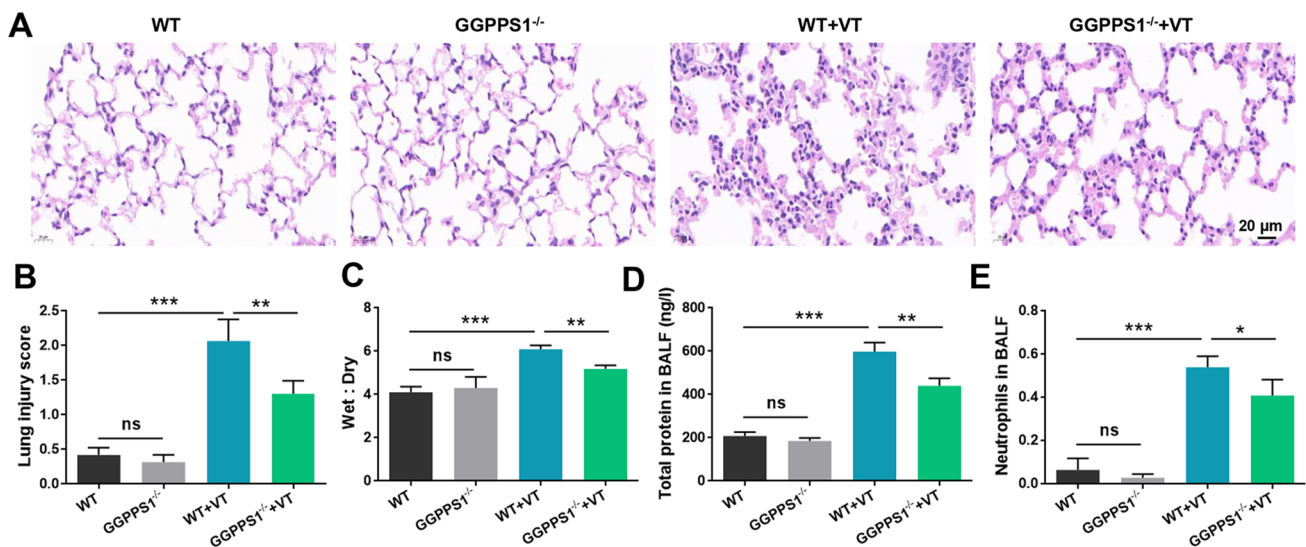 A
WT
GGPPS1-/-
WT+VT
GGPPS1-/-+VT
20 µm
B
Lung injury score
2.5
2.0
1.5
1.0
0.5
0.0
***
**
ns
WT
GGPPS1-/-
WT+VT
GGPPS1-/-+VT
C
Wet : Dry
8
6
4
2
0
***
**
ns
WT
GGPPS1-/-
WT+VT
GGPPS1-/-+VT
D
Total protein in BALF (ng/l)
800
600
400
200
0
***
**
ns
WT
GGPPS1-/-
WT+VT
GGPPS1-/-+VT
E
Neutrophils in BALF
0.8
0.6
0.4
0.2
0.0
***
*
ns
WT
GGPPS1-/-
WT+VT
GGPPS1-/-+VT